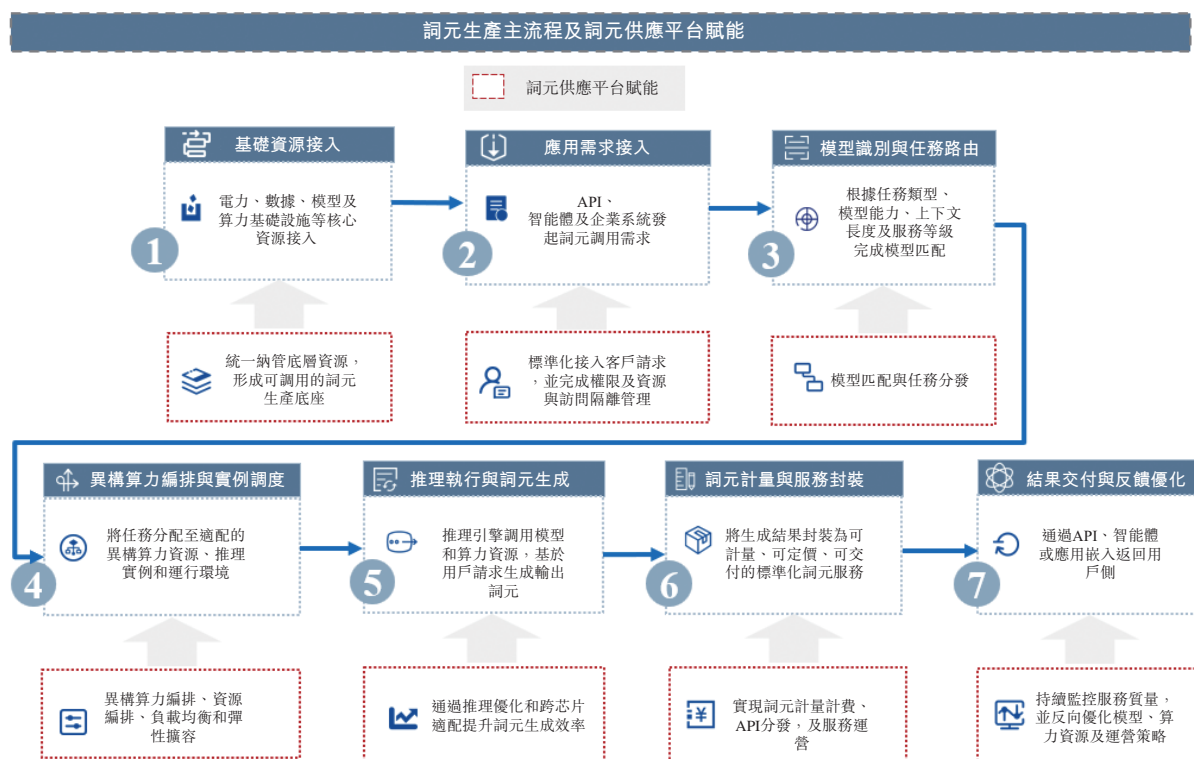 詞元生產主流程及詞元供應平台賦能
詞元供應平台賦能
基礎資源接入
電力、數據、模型及
算力基礎設施等核心
資源接入
1
應用需求接入
API、
智能體及企業系統發
起詞元調用需求
2
模型識別與任務路由
根據任務類型、
模型能力、上下文
長度及服務等級
完成模型匹配
3
統一納管底層資源，
形成可調用的詞元
生產底座
標準化接入客戶請求
，並完成權限及資源
與訪問隔離管理
模型匹配與任務分發
異構算力編排與實例調度
將任務分配至適配的
異構算力資源、推理
實例和運行環境
4
推理執行與詞元生成
推理引擎調用模型
和算力資源，基於
用戶請求生成輸出
詞元
5
詞元計量與服務封裝
將生成結果封裝為可
計量、可定價、可交
付的標準化詞元服務
6
結果交付與反饋優化
通過API、智能體
或應用嵌入返回用
戶側
7
異構算力編排、資源
編排、負載均衡和彈
性擴容
通過推理優化和跨芯片
適配提升詞元生成效率
¥
實現詞元計量計費、
API分發，及服務運
營
持續監控服務質量，
並反向優化模型、算
力資源及運營策略